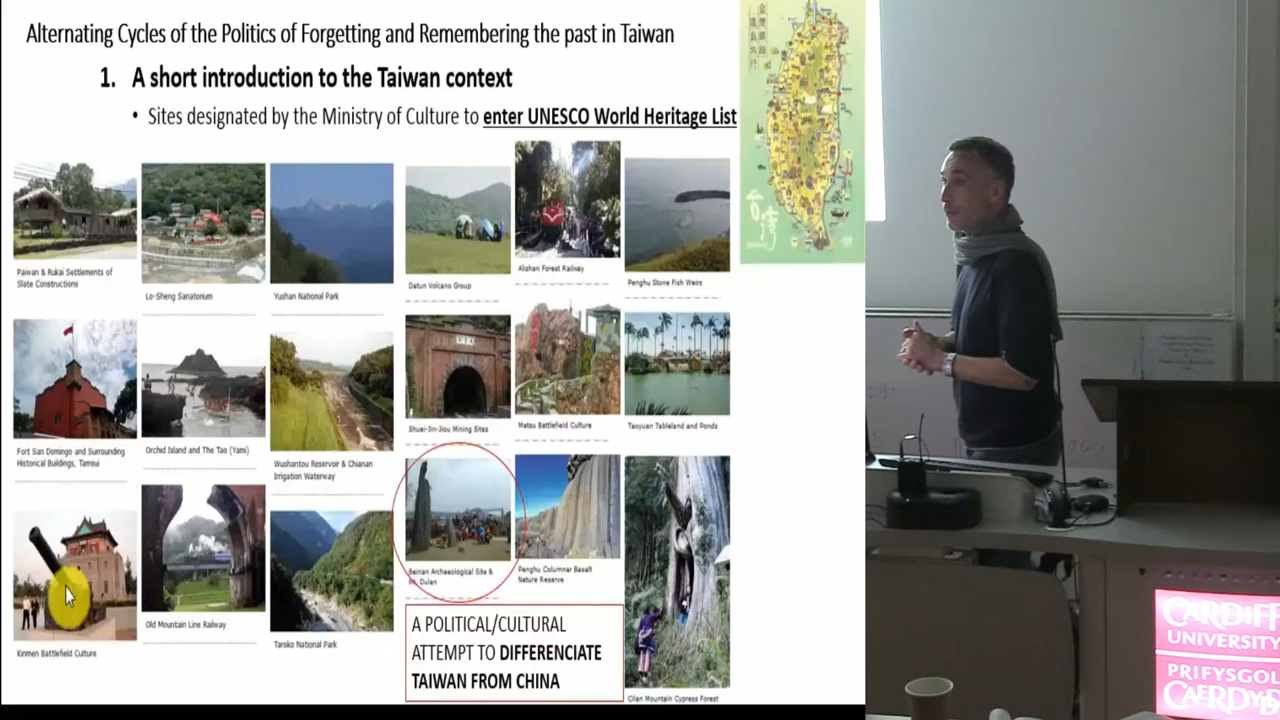 Alternating Cycles of the Politics of Forgetting and Remembering the past in Taiwan
1. A short introduction to the Taiwan context
• Sites designated by the Ministry of Culture to enter UNESCO World Heritage List
Paiwan & Rukai Settlements of
Slate Constructions
Lo-Sheng Sanatorium
Yushan National Park
Datun Volcano Group
Alishan Forest Railway
Penghu Stone Fish Weirs
Fort San Domingo and Surrounding
Historical Buildings, Tamsui
Orchid Island and The Tao (Yami)
Wushantou Reservor & Chianan
Irrigation Waterway
Shuei-Jin-Jiou Mining Sites
Matsu Battlefield Culture
Taoyuan Tableland and Ponds
Kinmen Battlefield Culture
Old Mountain Line Railway
Taroko National Park
Beinan Archaeological Site &
Mt. Dulan
Penghu Columnar Basalt
Nature Reserve
Cilan Mountain Cypress Forest
A POLITICAL/CULTURAL
ATTEMPT TO DIFFERENCIATE
TAIWAN FROM CHINA
CARDIFF
UNIVERSITY
PRIFYSGOL
CAERDYD